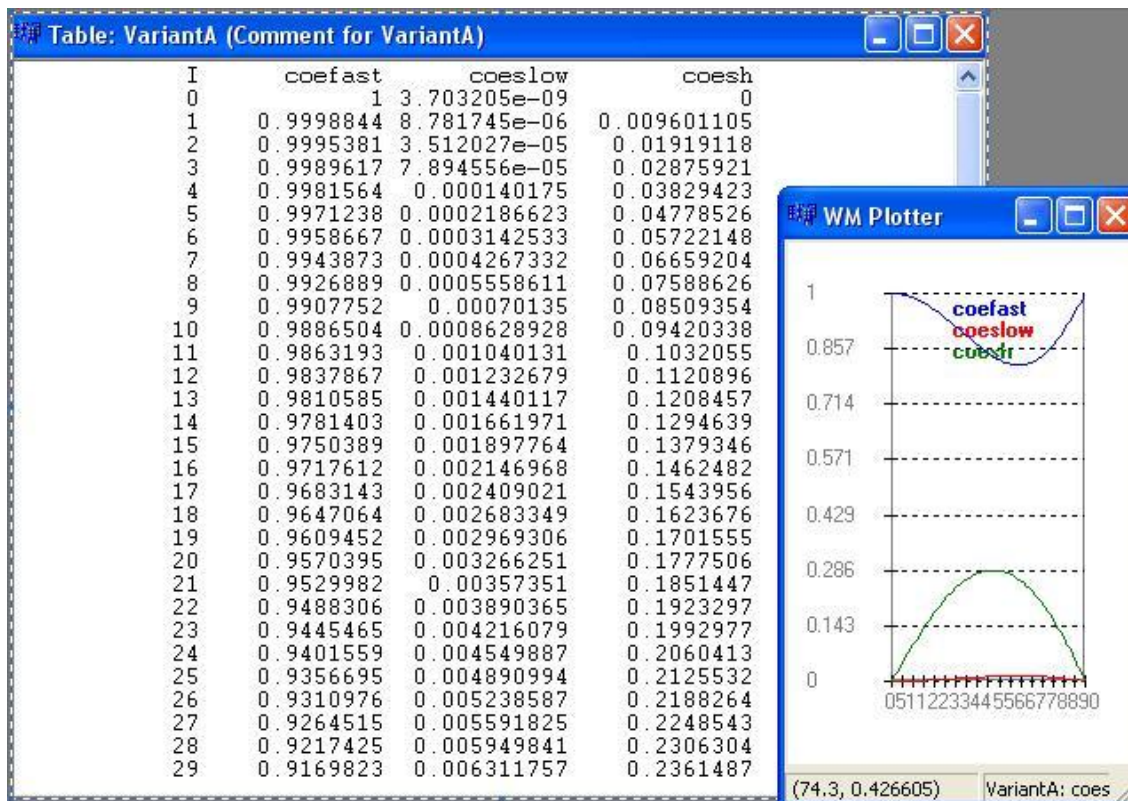 Table: VariantA (Comment for VariantA)
I coefast coeslow coesh
0 1 3.703205e-09 0
1 0.9998844 8.781745e-06 0.009601105
2 0.9995381 3.512027e-05 0.01919118
3 0.9989617 7.894556e-05 0.02875921
4 0.9981564 0.000140175 0.03829423
5 0.9971238 0.0002186623 0.04778526
6 0.9958667 0.0003142533 0.05722148
7 0.9943873 0.0004267332 0.06659204
8 0.9926889 0.0005558611 0.07588626
9 0.9907752 0.00070135 0.08509354
10 0.9886504 0.0008628928 0.09420338
11 0.9863193 0.001040131 0.1032055
12 0.9837867 0.001232679 0.1120896
13 0.9810585 0.001440117 0.1208457
14 0.9781403 0.001661971 0.1294639
15 0.9750389 0.001897764 0.1379346
16 0.9717612 0.002146968 0.1462482
17 0.9683143 0.002409021 0.1543956
18 0.9647064 0.002683349 0.1623676
19 0.9609452 0.002969306 0.1701555
20 0.9570395 0.003266251 0.1777506
21 0.9529982 0.00357351 0.1851447
22 0.9488306 0.003890365 0.1923297
23 0.9445465 0.004216079 0.1992977
24 0.9401559 0.004549887 0.2060413
25 0.9356695 0.004890994 0.2125532
26 0.9310976 0.005238587 0.2188264
27 0.9264515 0.005591825 0.2248543
28 0.9217425 0.005949841 0.2306304
29 0.9169823 0.006311757 0.2361487
WM Plotter
1
coefast
coeslow
coesh
0.857
0.714
0.571
0.429
0.286
0.143
0
0511223344556677889​0
(74.3, 0.426605) VariantA: coes